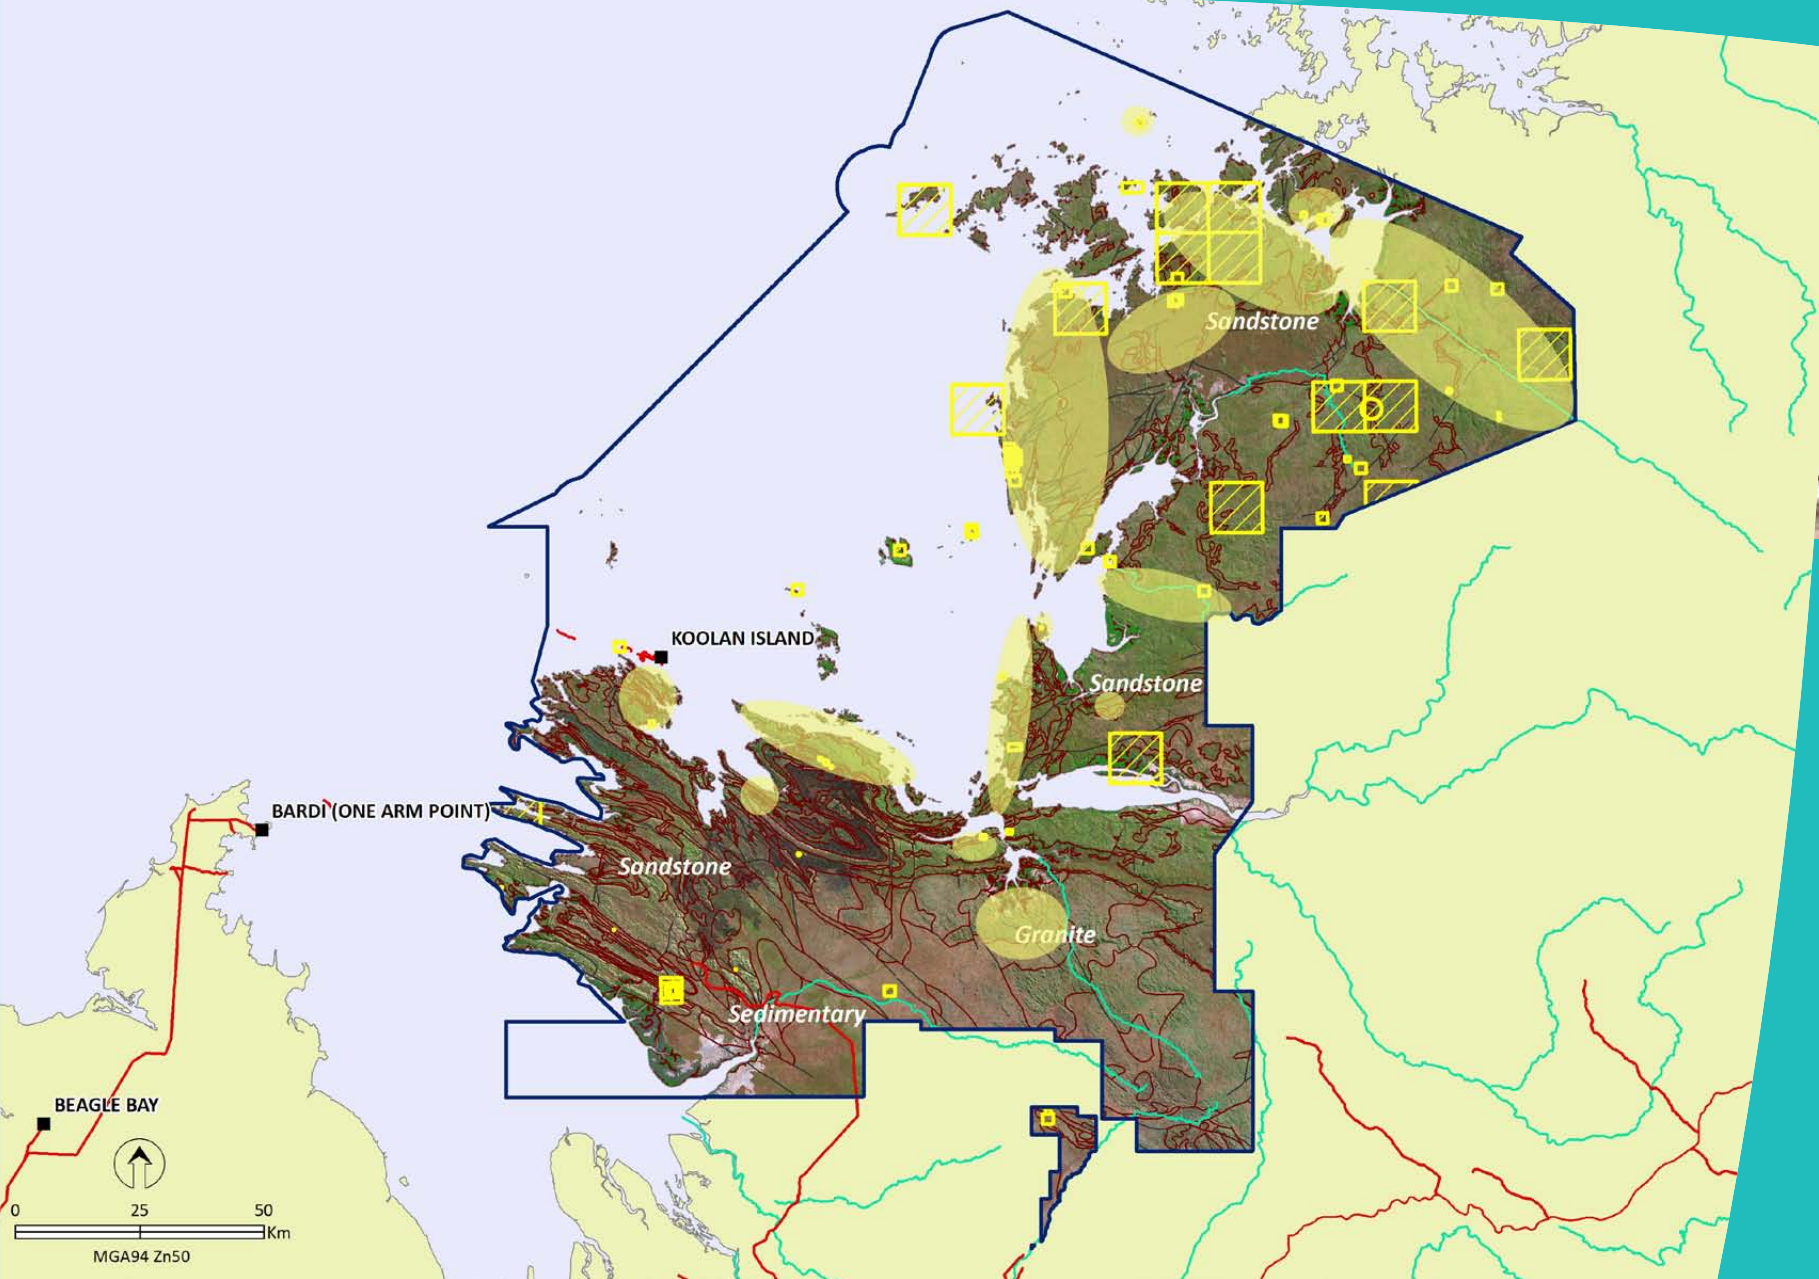 Sandstone
KOOLAN ISLAND
Sandstone
BARDI (ONE ARM POINT)
Sandstone
Granite
Sedimentary
BEAGLE BAY
0 25 50
Km
MGA94 Zn50